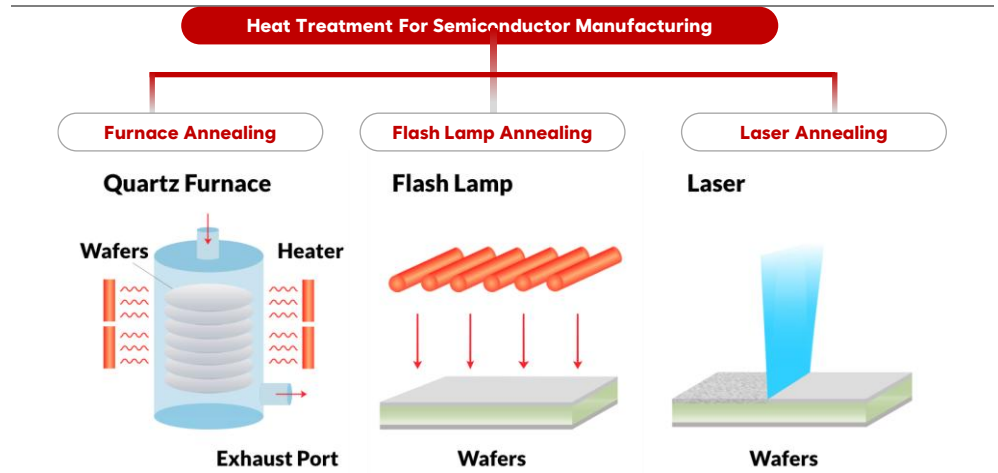 Heat Treatment For Semiconductor Manufacturing
Furnace Annealing
Flash Lamp Annealing
Laser Annealing
Quartz Furnace
Flash Lamp
Laser
Wafers
Heater
Exhaust Port
Wafers
Wafers